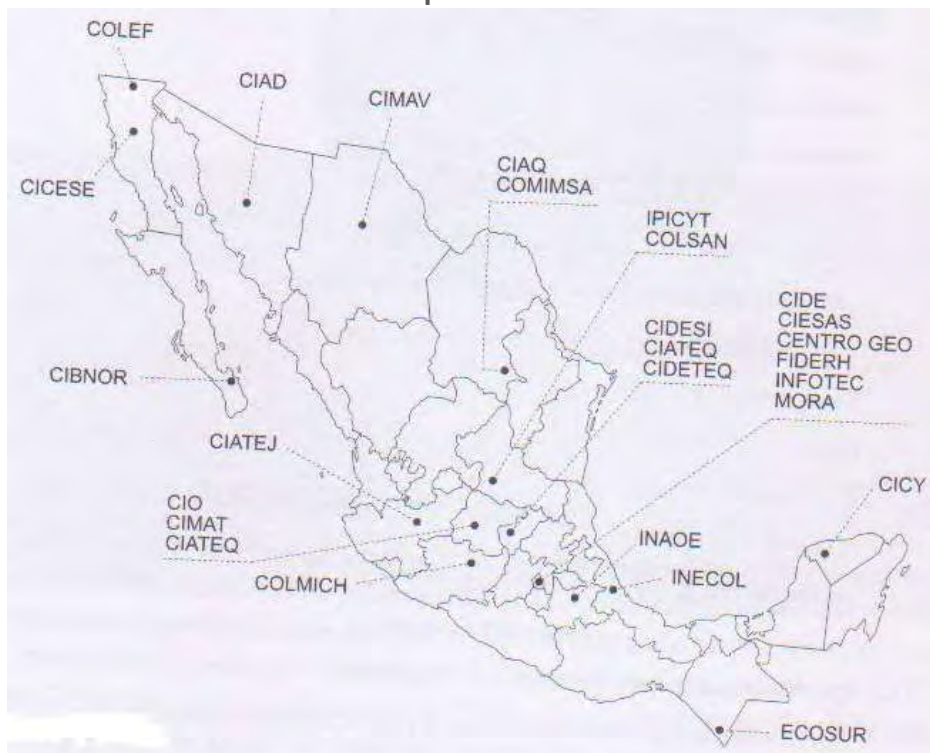 COLEF
CIAD
CIMAV
CICESE
CIAQ
COMIMSA
IPICYT
COLSAN
CIDE
CIESAS
CENTRO GEO
FIDERH
INFOTEC
MORA
CIDESI
CIATEQ
CIDETEQ
CIBNOR
CIATEJ
CICY
CIO
CIMAT
CIATEQ
INAOE
COLMICH
INECOL
ECOSUR